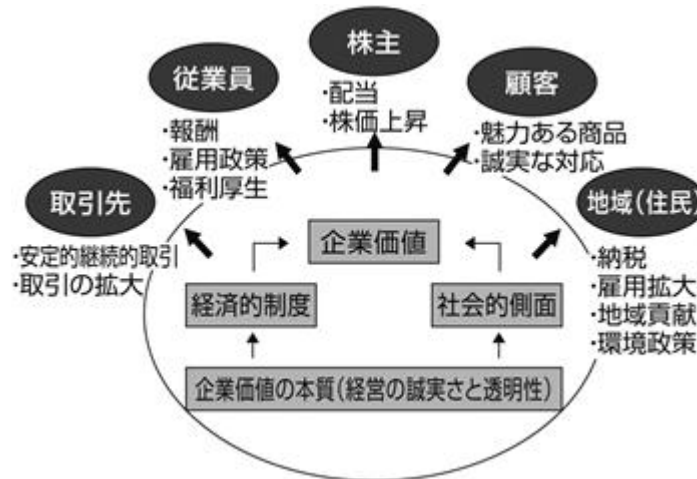 株主
・配当
・株価上昇
従業員
・報酬
・雇用政策
・福利厚生
顧客
・魅力ある商品
・誠実な対応
取引先
・安定的継続的取引
・取引の拡大
地域(住民)
・納税
・雇用拡大
・地域貢献
・環境政策
企業価値
経済的制度
社会的側面
企業価値の本質(経営の誠実さと透明性)